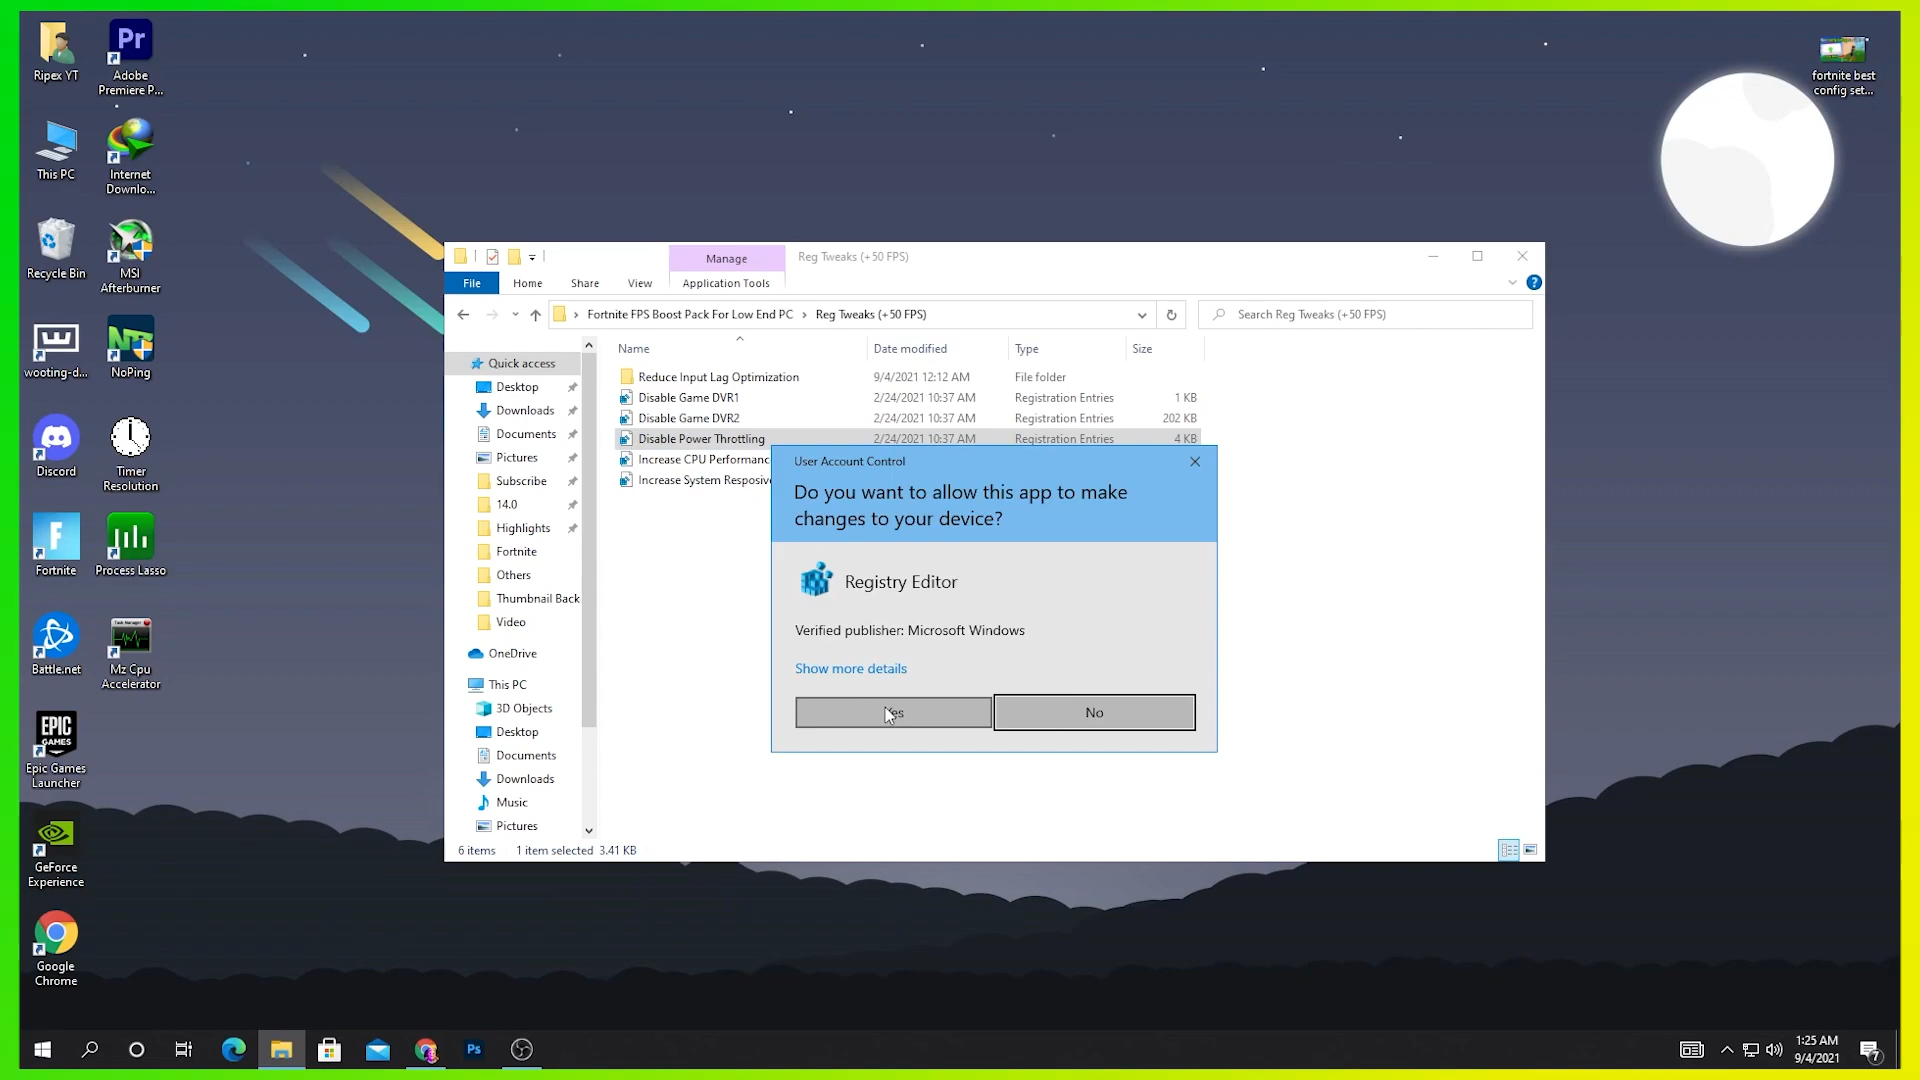 Ripex YT
Adobe
Premiere P...
This PC
Internet
Downlo...
Recycle Bin
MSI
Afterburner
wooting-d...
NoPing
Discord
Timer
Resolution
Fortnite
Process Lasso
Battle.net
Mz Cpu
Accelerator
EPIC
GAMES
Epic Games
Launcher
GeForce
Experience
Google
Chrome
fortnite best
config set...
Manage
Reg Tweaks (+50 FPS)
File
Home
Share
View
Application Tools
Fortnite FPS Boost Pack For Low End PC > Reg Tweaks (+50 FPS)
Search Reg Tweaks (+50 FPS)
Name
Date modified
Type
Size
Quick access
Desktop
Downloads
Documents
Pictures
Subscribe
14.0
Highlights
Fortnite
Others
Thumbnail Back
Video
OneDrive
This PC
3D Objects
Desktop
Documents
Downloads
Music
Pictures
Reduce Input Lag Optimization 9/4/2021 12:12 AM File folder
Disable Game DVR1 2/24/2021 10:37 AM Registration Entries 1 KB
Disable Game DVR2 2/24/2021 10:37 AM Registration Entries 202 KB
Disable Power Throttling 2/24/2021 10:37 AM Registration Entries 4 KB
Increase CPU Performanc
Increase System Resposive
User Account Control
Do you want to allow this app to make
changes to your device?
Registry Editor
Verified publisher: Microsoft Windows
Show more details
Yes
No
6 items 1 item selected 3.41 KB
Pr
Ps
1:25 AM
9/4/2021
7